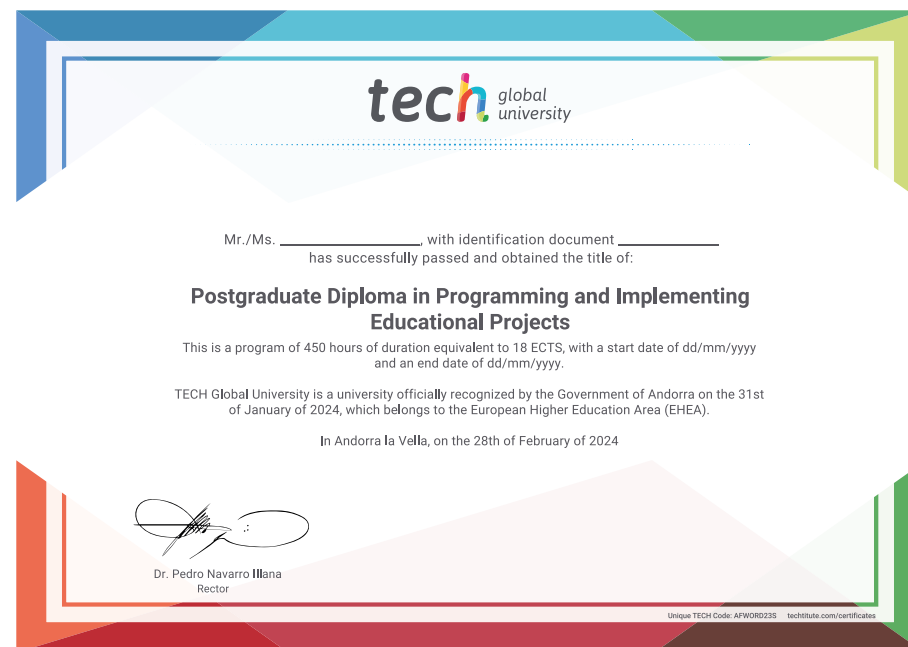 tech global university
Mr./Ms. ____________________, with identification document ______________
has successfully passed and obtained the title of:
Postgraduate Diploma in Programming and Implementing
Educational Projects
This is a program of 450 hours of duration equivalent to 18 ECTS, with a start date of dd/mm/yyyy
and an end date of dd/mm/yyyy.
TECH Global University is a university officially recognized by the Government of Andorra on the 31st
of January of 2024, which belongs to the European Higher Education Area (EHEA).
In Andorra la Vella, on the 28th of February of 2024
Dr. Pedro Navarro Illana
Rector
Unique TECH Code: AFWORD23S techtitute.com/certificates